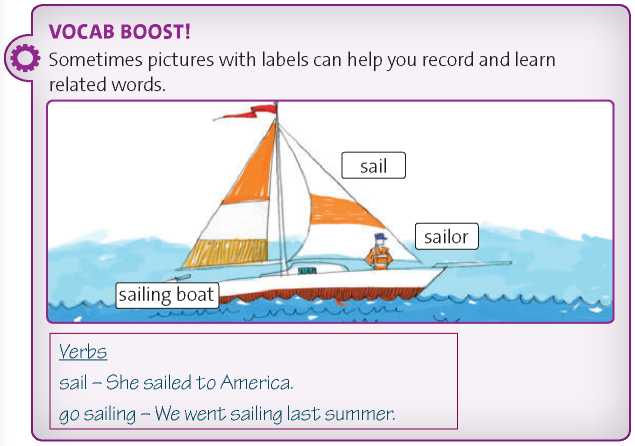 VOCAB BOOST!
Sometimes pictures with labels can help you record and learn
related words.
sail
sailor
sailing boat
Verbs
sail – She sailed to America.
go sailing – We went sailing last summer.